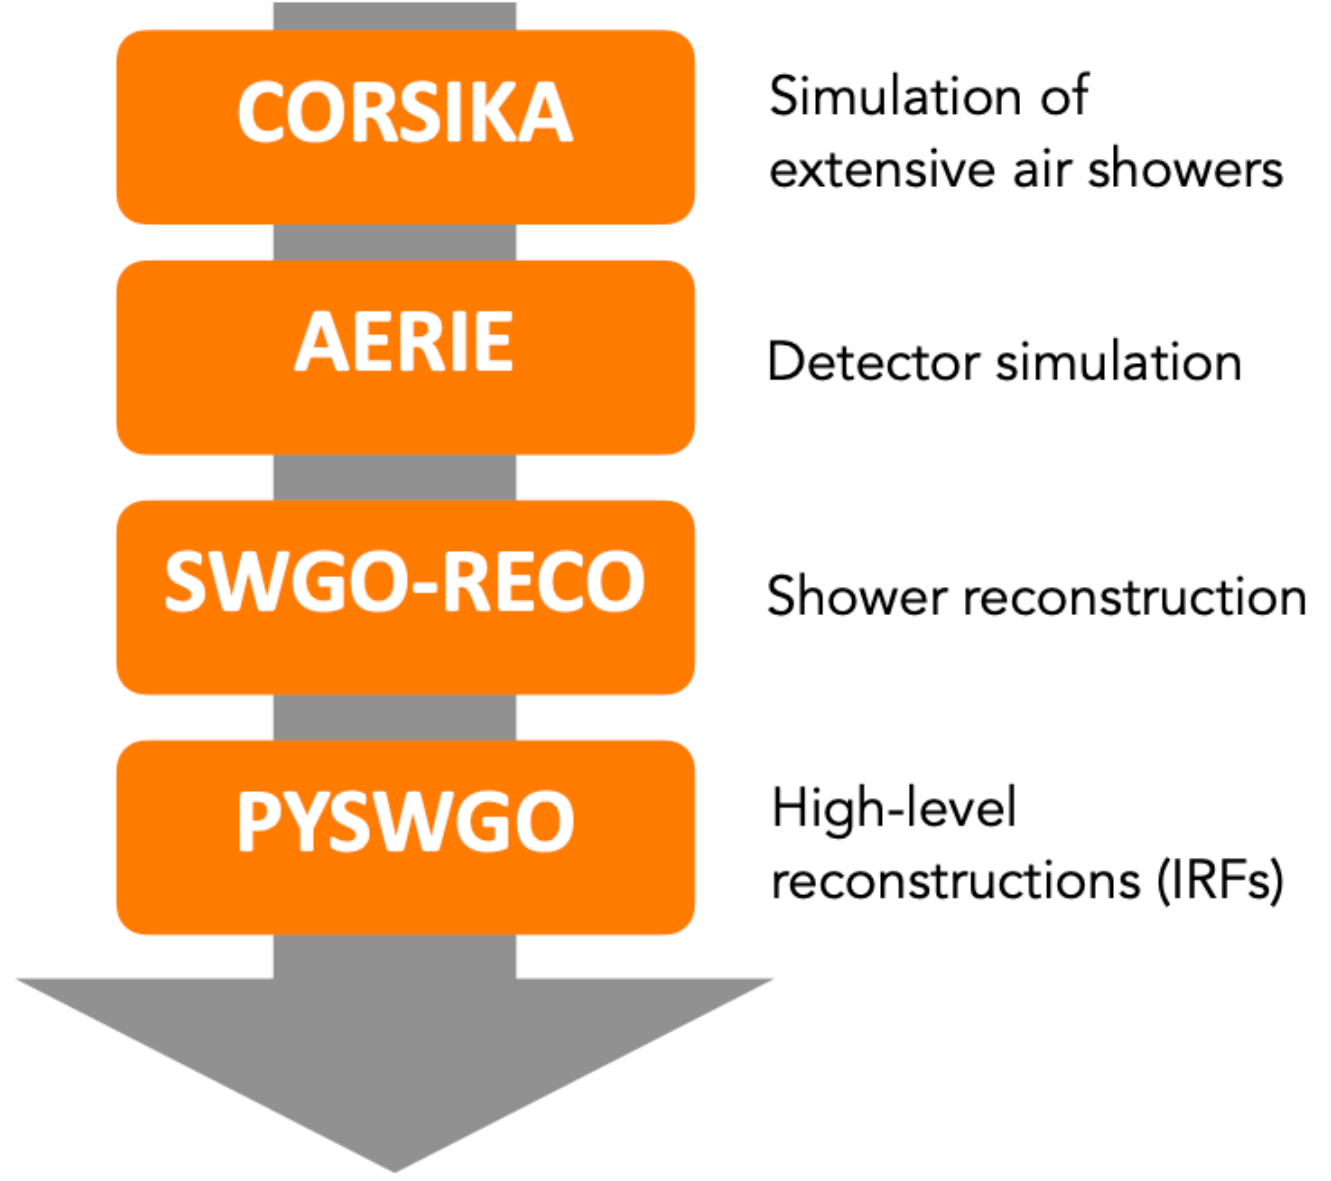 CORSIKA
Simulation of
extensive air showers
AERIE
Detector simulation
SWGO-RECO
Shower reconstruction
PYSWGO
High-level
reconstructions (IRFs)